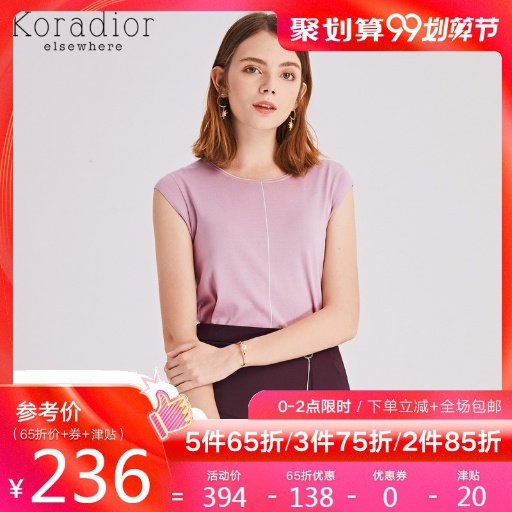 Koradior
elsewhere
聚划算99划算节
参考价
(65折价+券+津贴)
¥236
0-2点限时/下单立减+全场包邮
5件65折/3件75折/2件85折
活动价 65折优惠 优惠券 津贴
= 394 - 138 - 0 - 20